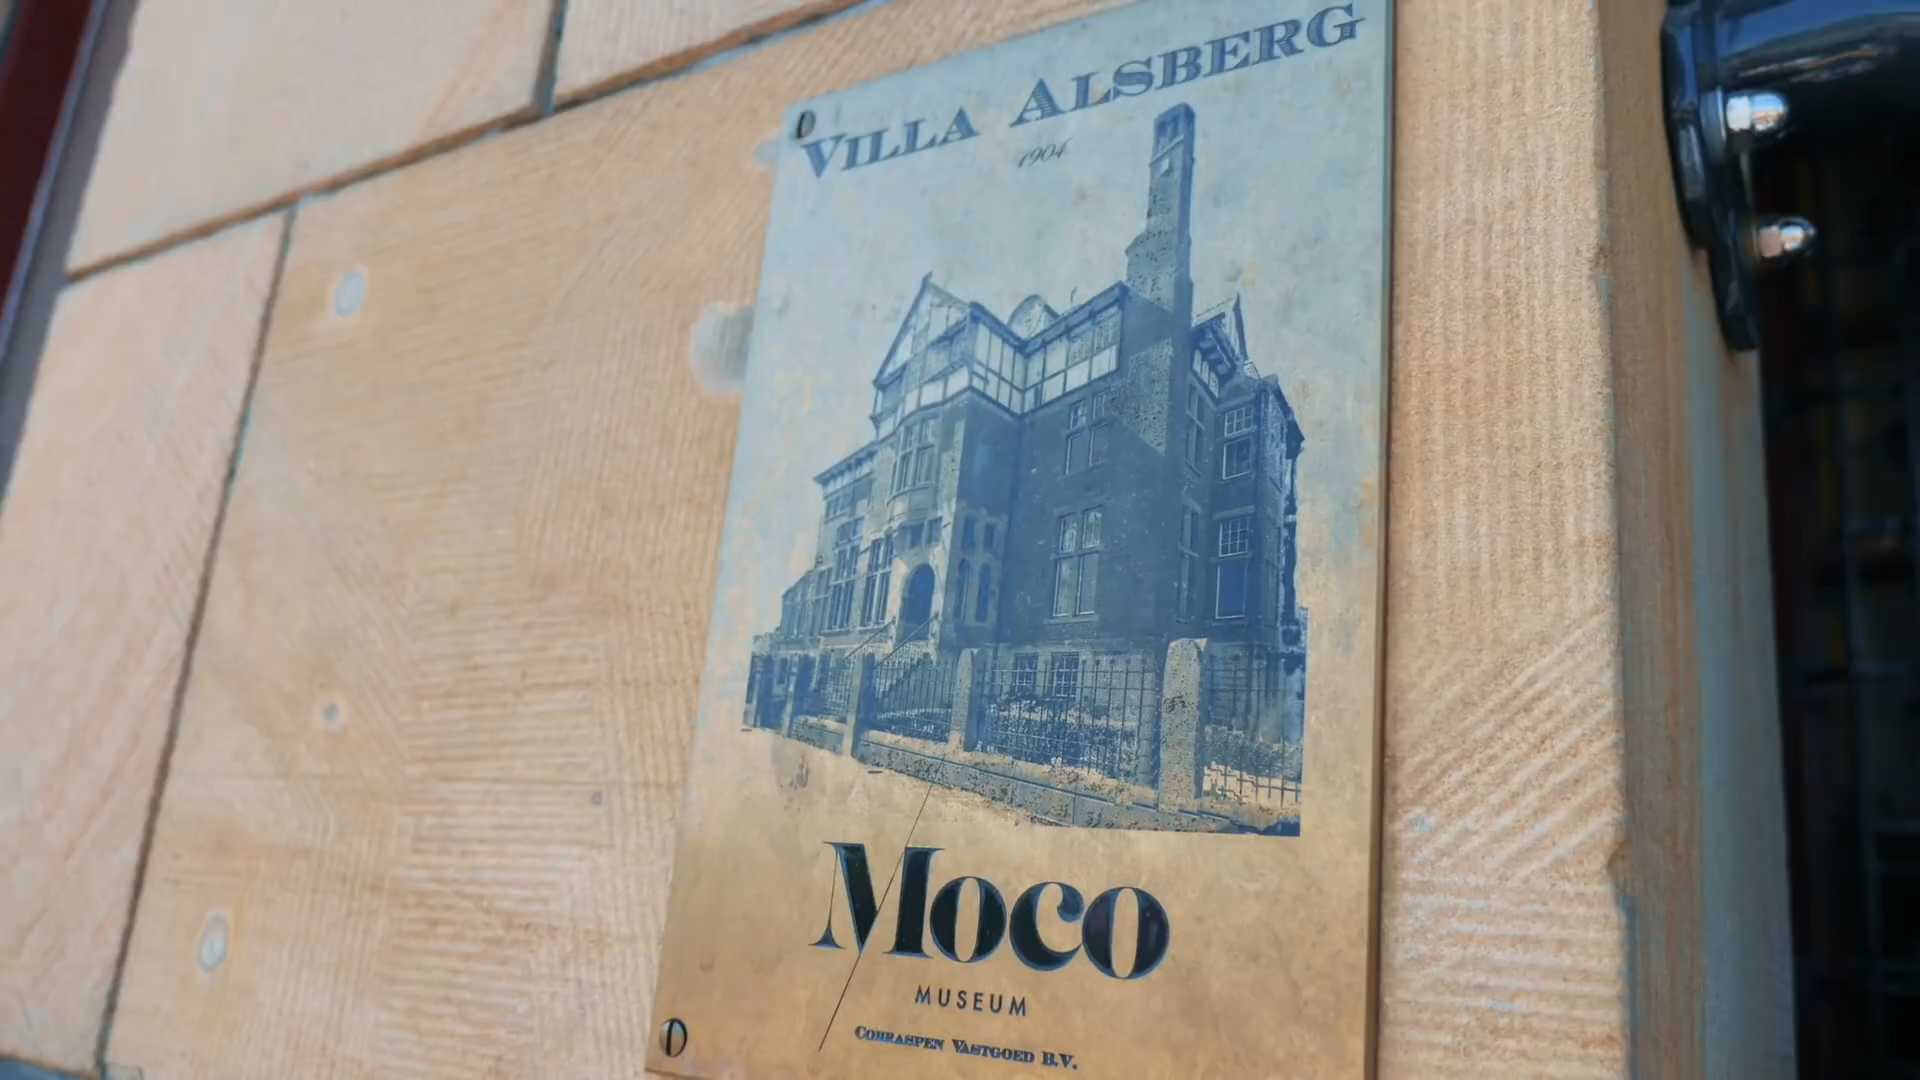 VILLA ALSBERG
1904
MOCO
MUSEUM
COBRASPEN VASTGOED B.V.